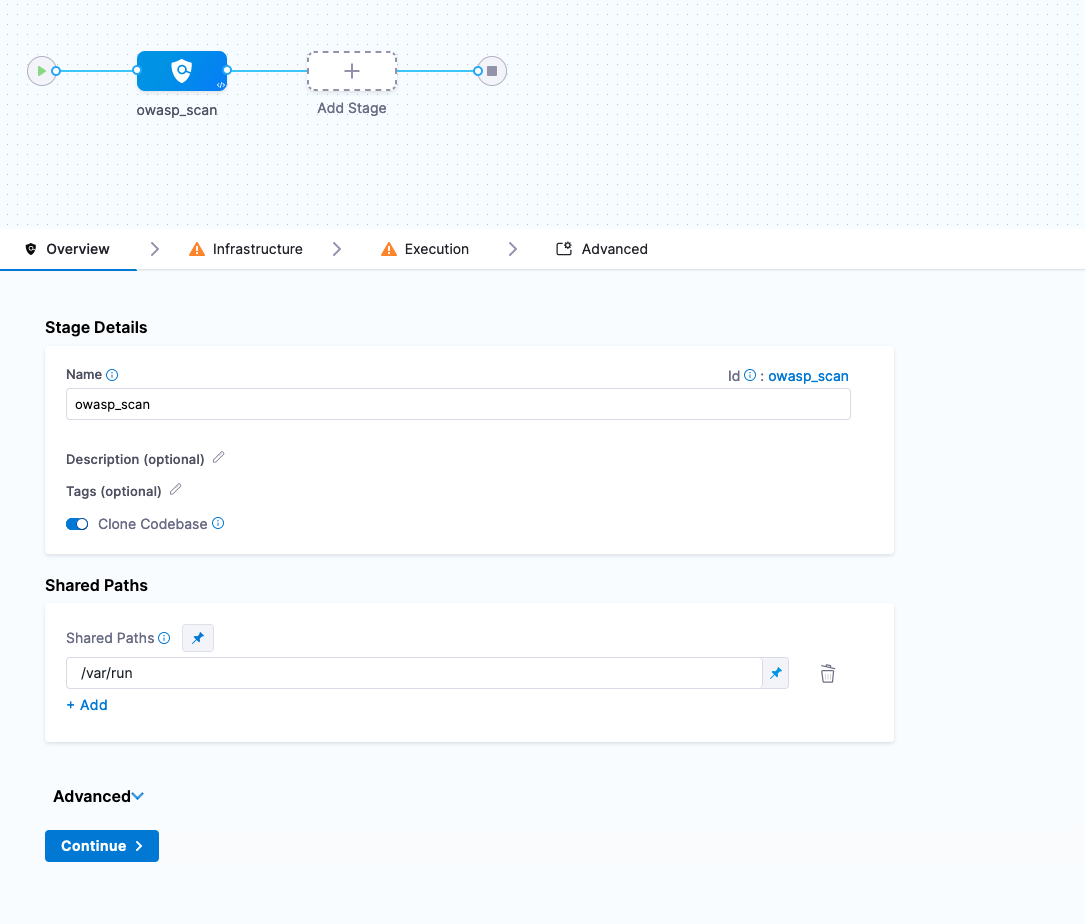 owasp_scan
Add Stage
Overview
Infrastructure
Execution
Advanced
Stage Details
Name
Id : owasp_scan
owasp_scan
Description (optional)
Tags (optional)
Clone Codebase
Shared Paths
Shared Paths
/var/run
+ Add
Advanced
Continue